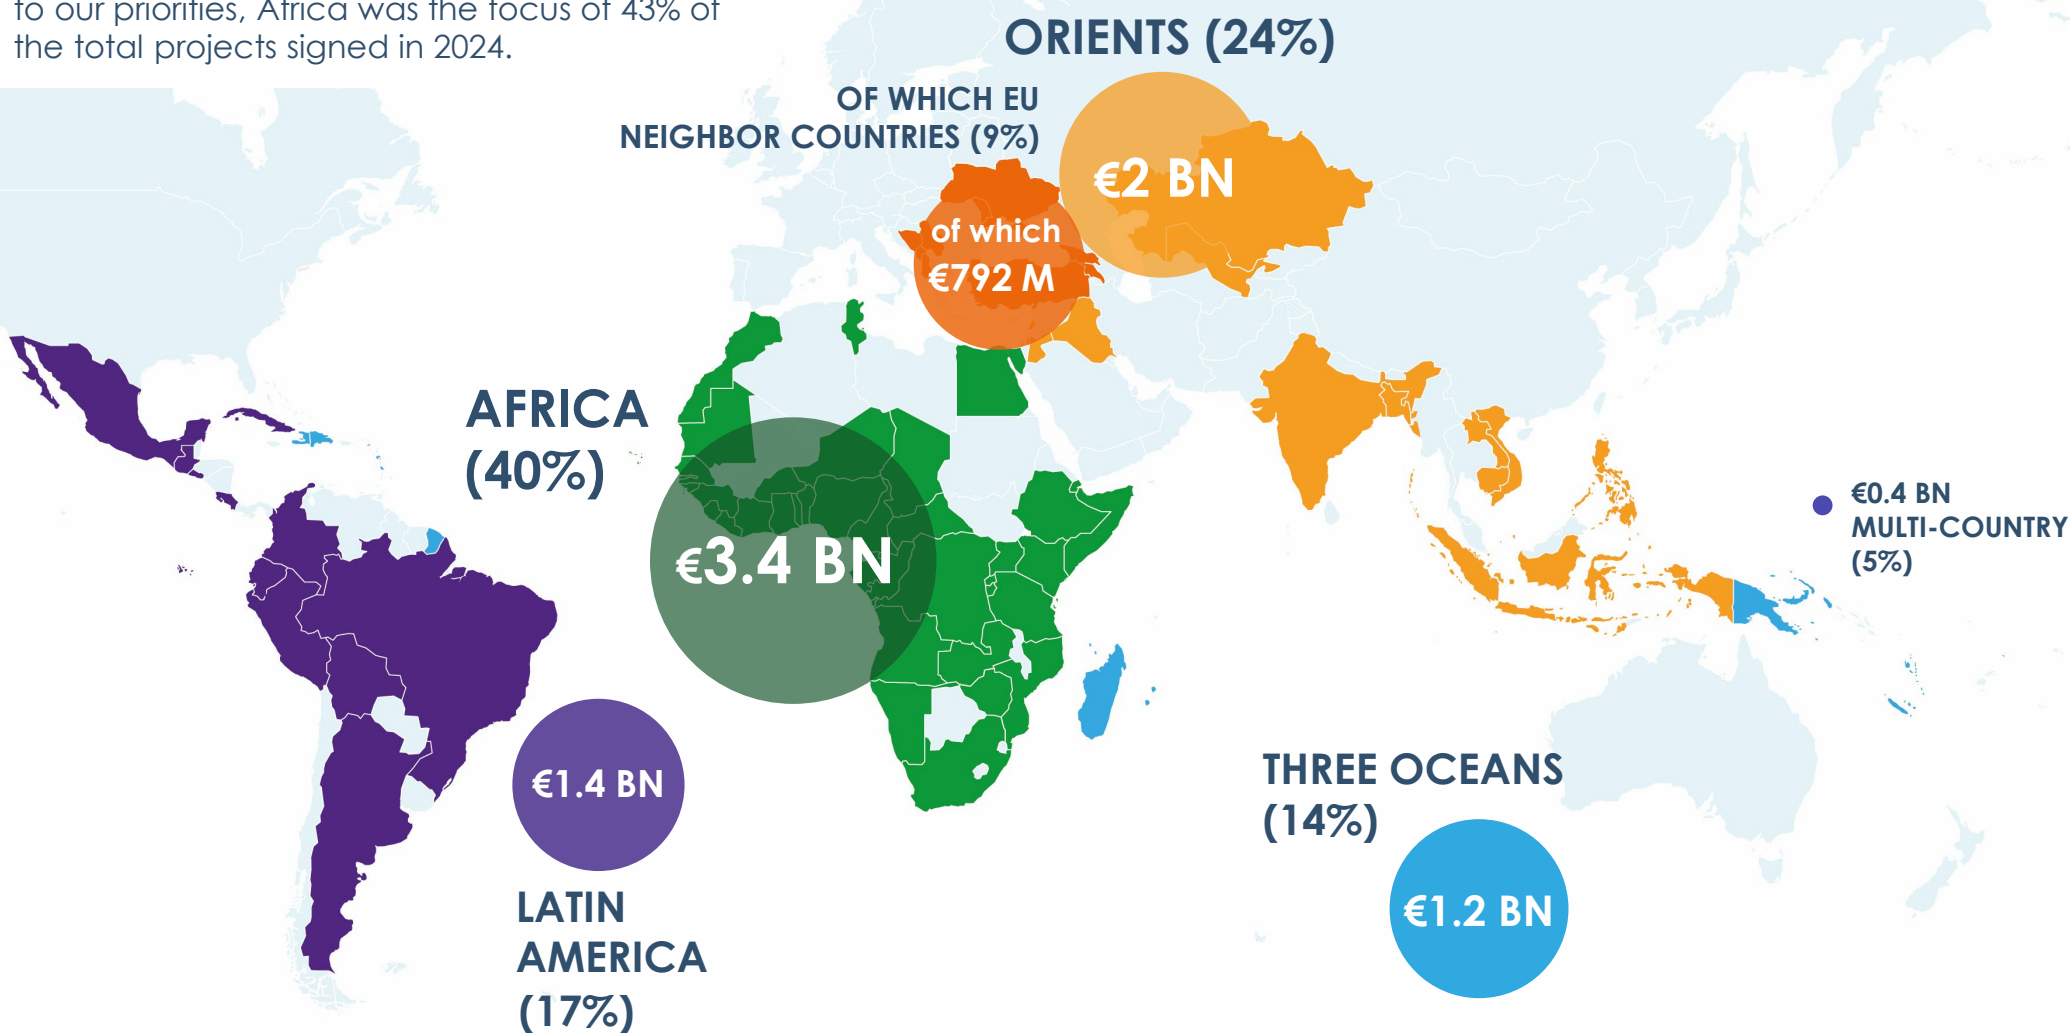 to our priorities, Africa was the focus of 43% of
the total projects signed in 2024.
ORIENTS (24%)
OF WHICH EU
NEIGHBOR COUNTRIES (9%)
€2 BN
of which
€792 M
AFRICA
(40%)
€3.4 BN
€0.4 BN
MULTI-COUNTRY
(5%)
€1.4 BN
LATIN
AMERICA
(17%)
THREE OCEANS
(14%)
€1.2 BN